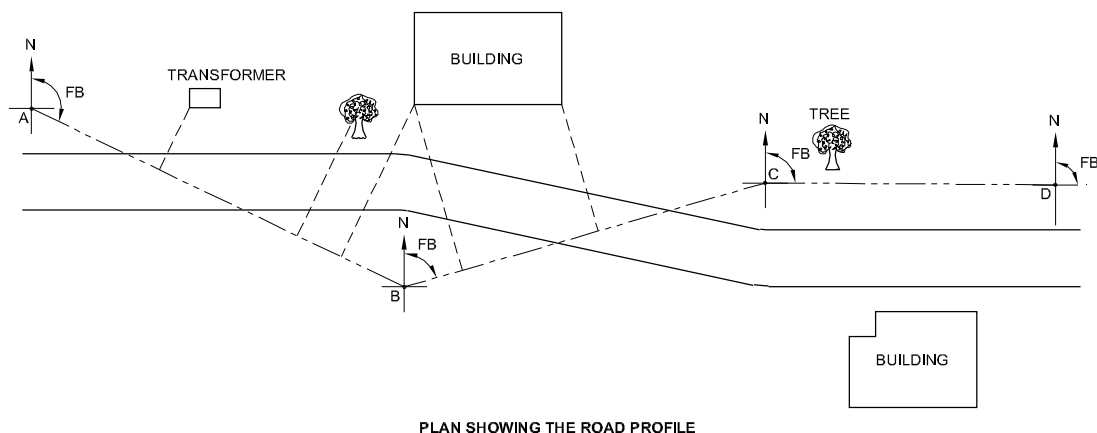 BUILDING
N
TRANSFORMER
FB
A
TREE
N
N
FB
C
FB
D
N
FB
B
BUILDING
PLAN SHOWING THE ROAD PROFILE